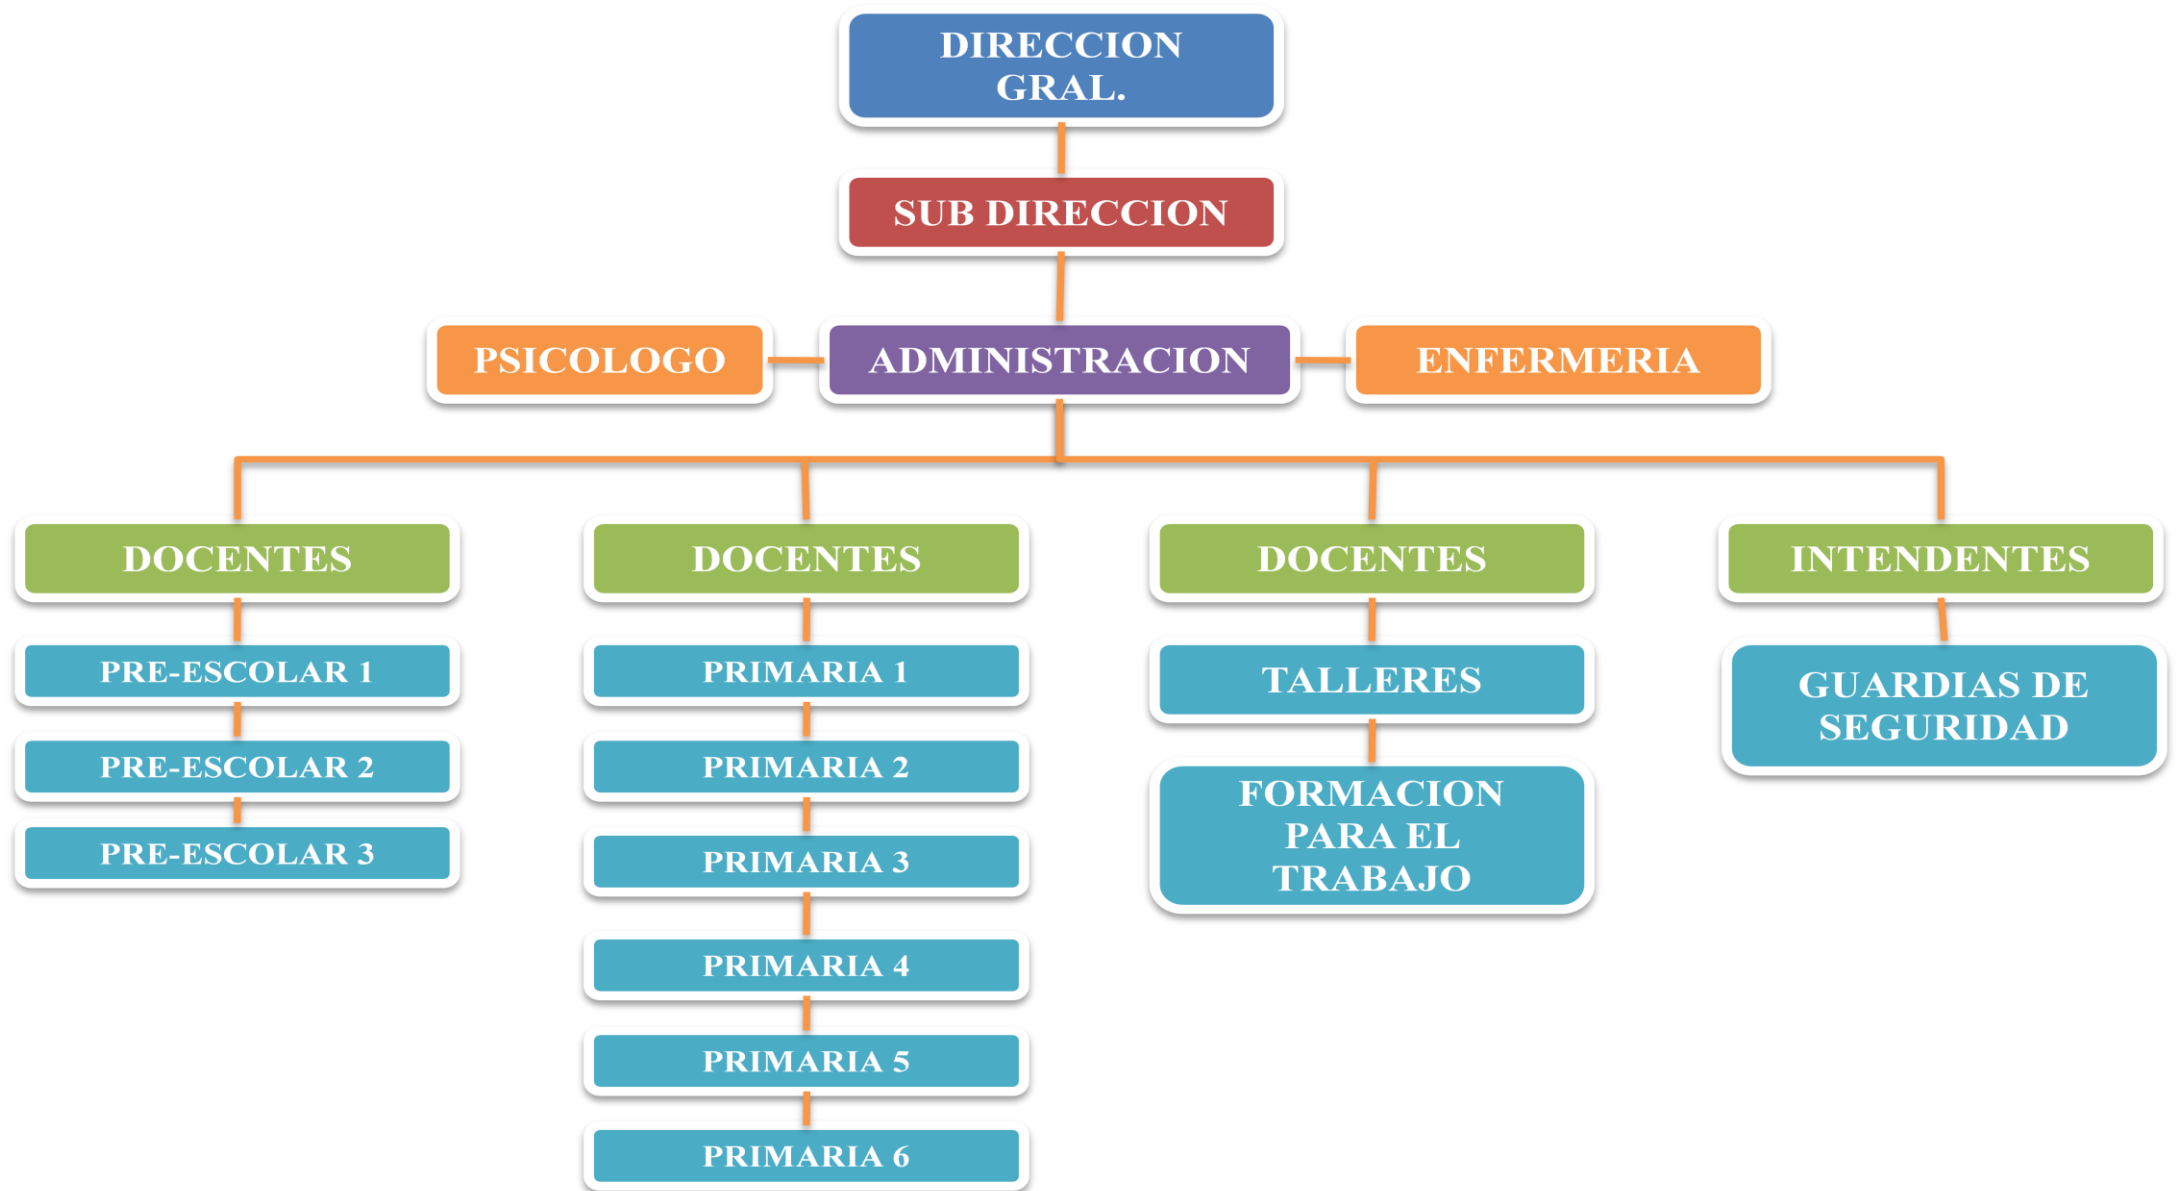 DIRECCION
GRAL.
SUB DIRECCION
PSICOLOGO
ADMINISTRACION
ENFERMERIA
DOCENTES
PRE-ESCOLAR 1
PRE-ESCOLAR 2
PRE-ESCOLAR 3
DOCENTES
PRIMARIA 1
PRIMARIA 2
PRIMARIA 3
PRIMARIA 4
PRIMARIA 5
PRIMARIA 6
DOCENTES
TALLERES
FORMACION
PARA EL
TRABAJO
INTENDENTES
GUARDIAS DE
SEGURIDAD